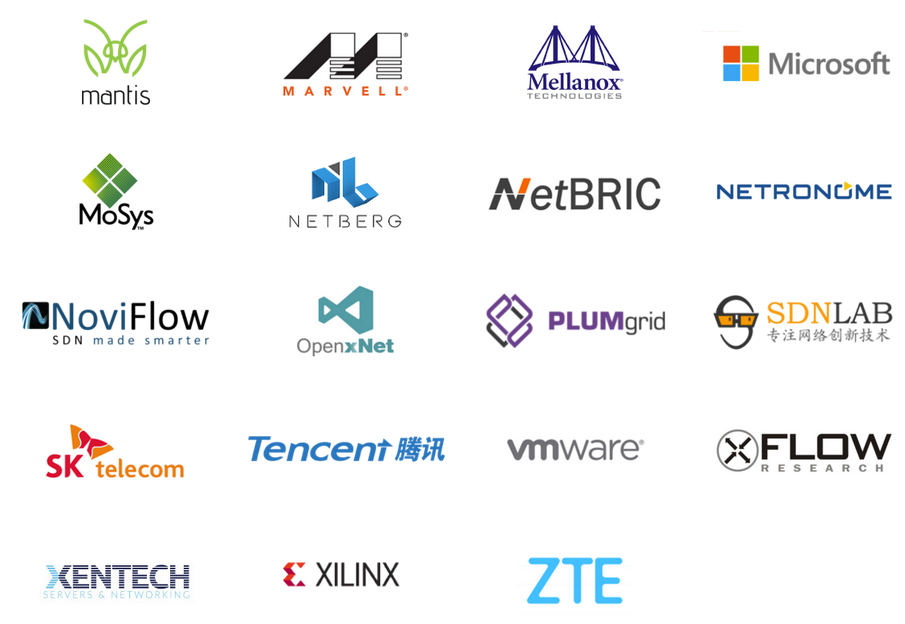 mantis
MARVELL®
Mellanox®
TECHNOLOGIES
Microsoft
MoSys™
NETBERG
NetBRIC
NETRONOME
NoviFlow
SDN made smarter
OpenxNet
PLUMgrid
SDNLAB
专注网络创新技术
SK telecom
Tencent 腾讯
vmware®
XFLOW
RESEARCH
XENTECH
SERVERS & NETWORKING
XILINX
ZTE